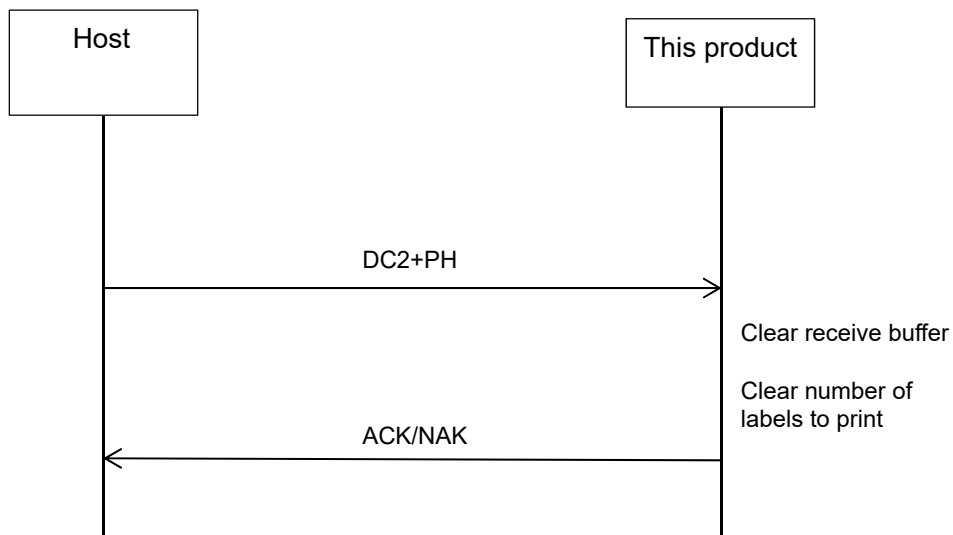 Host
This product
DC2+PH
Clear receive buffer
Clear number of
labels to print
ACK/NAK